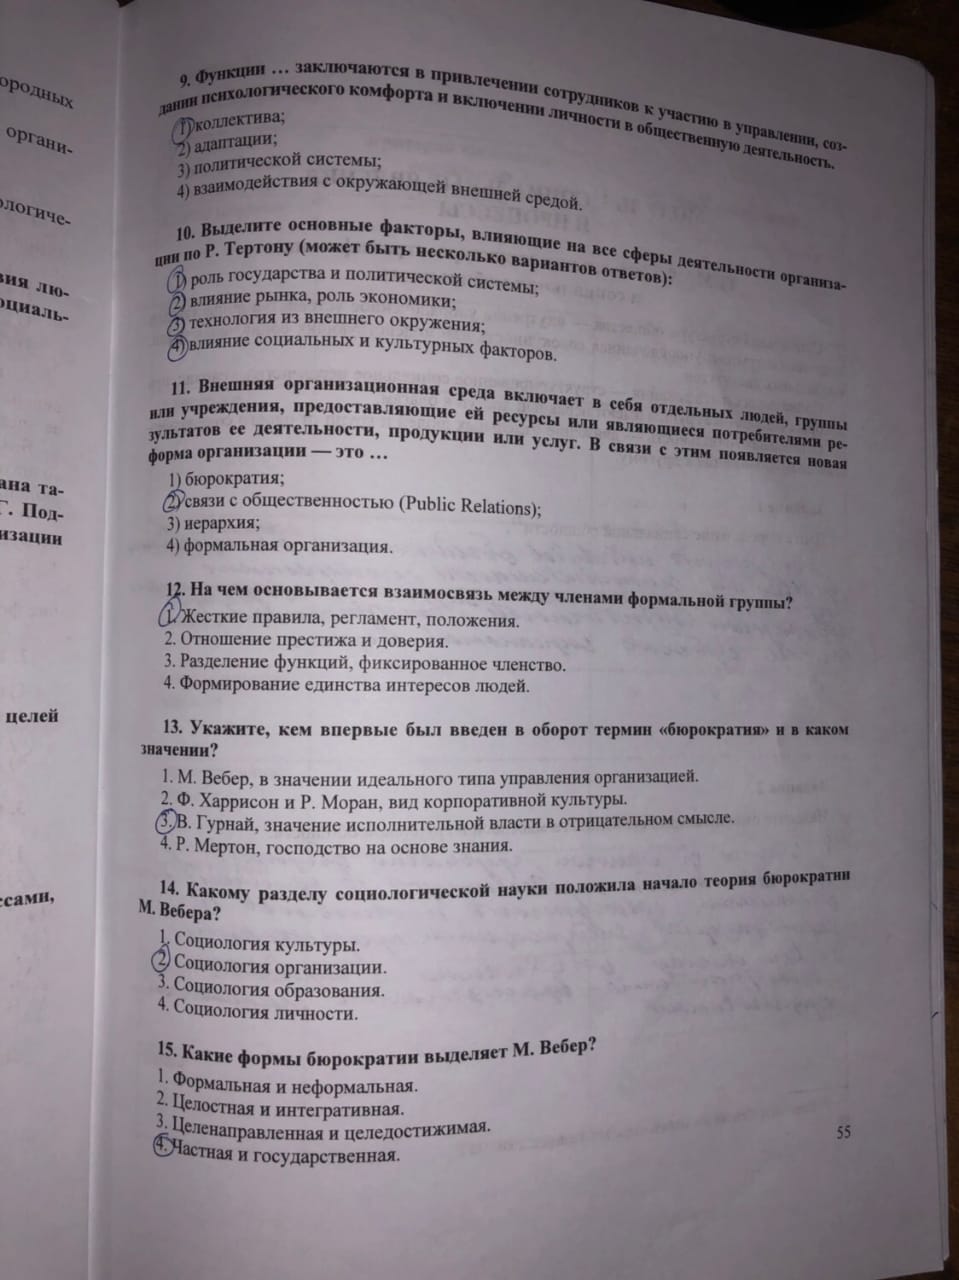 ородных
органи-
ологиче-
вия лю-
оциаль-
ана та-
Г. Под-
изации
целей
ссами,
9. Функции … заключаются в привлечении сотрудников к участию в управлении, соз-
дании психологического комфорта и включении личности в общественную деятельность.
1) коллектива;
2) адаптации;
3) политической системы;
4) взаимодействия с окружающей внешней средой.
10. Выделите основные факторы, влияющие на все сферы деятельности организа-
ции по Р. Тертону (может быть несколько вариантов ответов):
1) роль государства и политической системы;
2) влияние рынка, роль экономики;
3) технология из внешнего окружения;
4) влияние социальных и культурных факторов.
11. Внешняя организационная среда включает в себя отдельных людей, группы
или учреждения, предоставляющие ей ресурсы или являющиеся потребителями ре-
зультатов ее деятельности, продукции или услуг. В связи с этим появляется новая
форма организации — это …
1) бюрократия;
2) связи с общественностью (Public Relations);
3) иерархия;
4) формальная организация.
12. На чем основывается взаимосвязь между членами формальной группы?
1. Жесткие правила, регламент, положения.
2. Отношение престижа и доверия.
3. Разделение функций, фиксированное членство.
4. Формирование единства интересов людей.
13. Укажите, кем впервые был введен в оборот термин «бюрократия» и в каком
значении?
1. М. Вебер, в значении идеального типа управления организацией.
2. Ф. Харрисон и Р. Моран, вид корпоративной культуры.
3. В. Гурнай, значение исполнительной власти в отрицательном смысле.
4. Р. Мертон, господство на основе знания.
14. Какому разделу социологической науки положила начало теория бюрократии
М. Вебера?
1. Социология культуры.
2. Социология организации.
3. Социология образования.
4. Социология личности.
15. Какие формы бюрократии выделяет М. Вебер?
1. Формальная и неформальная.
2. Целостная и интегративная.
3. Целенаправленная и целедостижимая.
4. Частная и государственная.
55